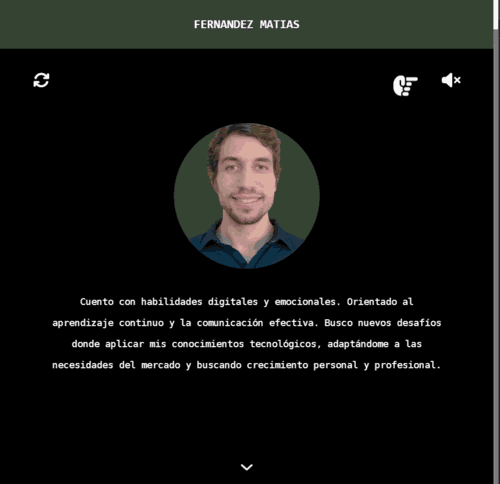 FERNANDEZ MATIAS
Cuento con habilidades digitales y emocionales. Orientado al
aprendizaje continuo y la comunicación efectiva. Busco nuevos desafíos
donde aplicar mis conocimientos tecnológicos, adaptándome a las
necesidades del mercado y buscando crecimiento personal y profesional.